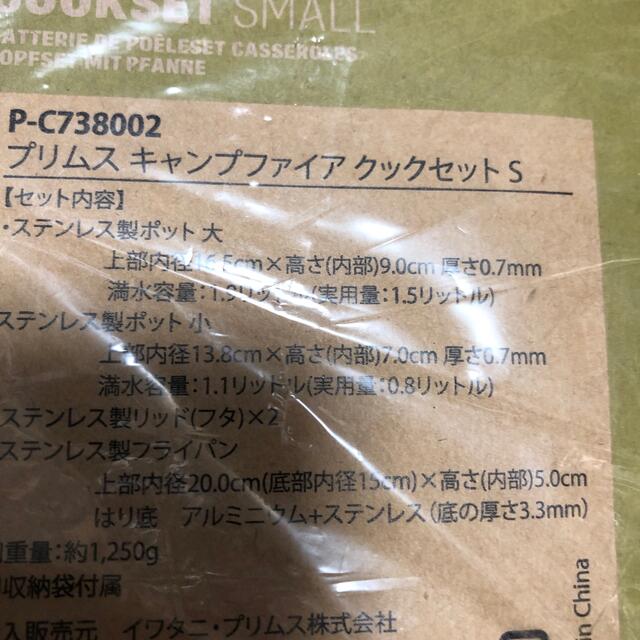 COOKSET SMALL
BATTERIE DE POELESET CASSEROLES
TOPFSET MIT PFANNE
P-C738002
プリムス キャンプファイア クックセット S
【セット内容】
・ステンレス製ポット 大
上部内径16.5cm×高さ(内部)9.0cm 厚さ0.7mm
満水容量:1.9リットル(実用量:1.5リットル)
ステンレス製ポット 小
上部内径13.8cm×高さ(内部)7.0cm 厚さ0.7mm
満水容量:1.1リットル(実用量:0.8リットル)
ステンレス製リッド(フタ)×2
ステンレス製フライパン
上部内径20.0cm(底部内径15cm)×高さ(内部)5.0cm
はり底 アルミニウム+ステンレス (底の厚さ3.3mm)
重量:約1,250g
収納袋付属
入販売元 イワタニ・プリムス株式会社
in China